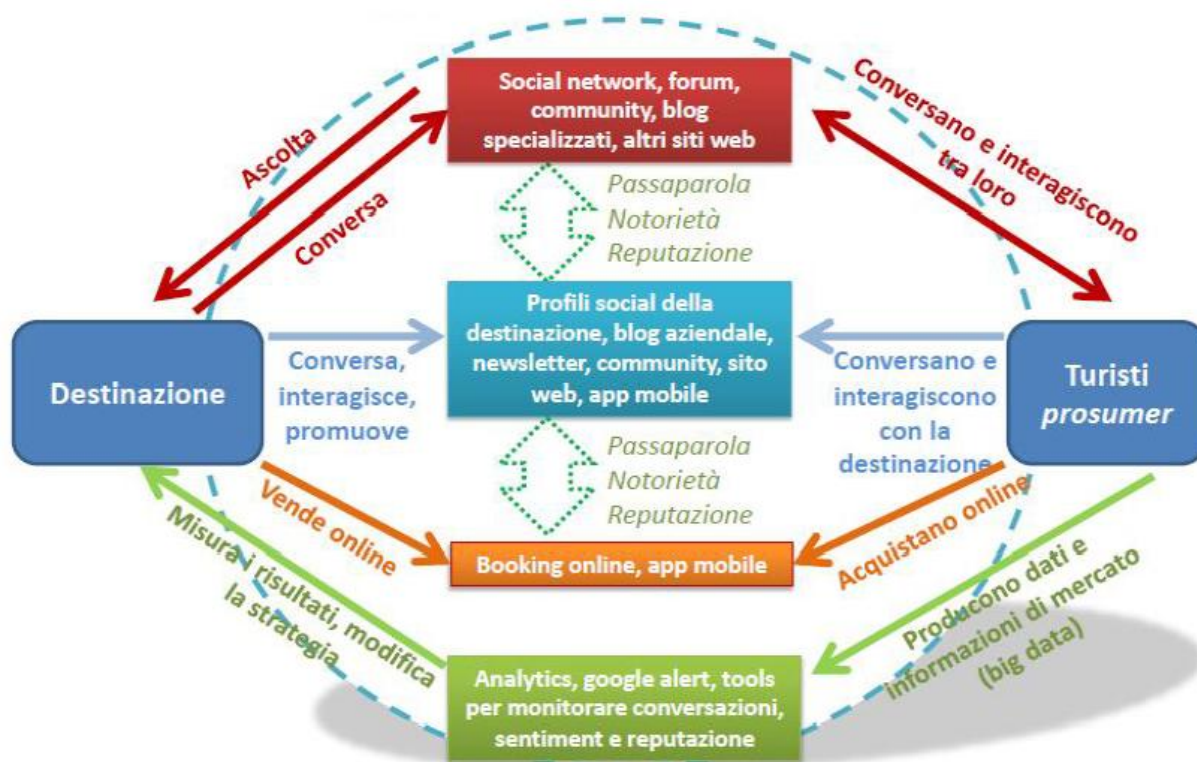 Social network, forum,
community, blog
specializzati, altri siti web
Ascolta
Conversa
Conversano e interagiscono
tra loro
Passaparola
Notorietà
Reputazione
Destinazione
Conversa,
interagisce,
promuove
Profili social della
destinazione, blog aziendale,
newsletter, community, sito
web, app mobile
Conversano e
interagiscono
con la
destinazione
Turisti
prosumer
Passaparola
Notorietà
Reputazione
Vende online
Booking online, app mobile
Acquistano online
Misura i risultati, modifica
la strategia
Analytics, google alert, tools
per monitorare conversazioni,
sentiment e reputazione
Producono dati e
informazioni di mercato
(big data)